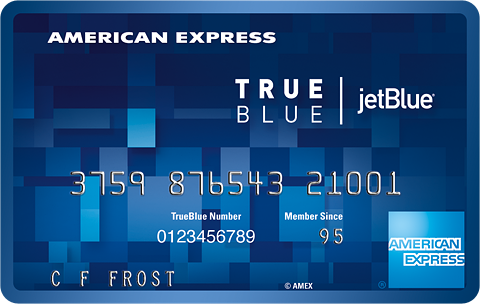 AMERICAN EXPRESS
TRUE
BLUE
jetBlue®
3759 876543 21001
TrueBlue Number Member Since
0123456789 95
AMERICAN
EXPRESS
C F FROST
© AMEX ®